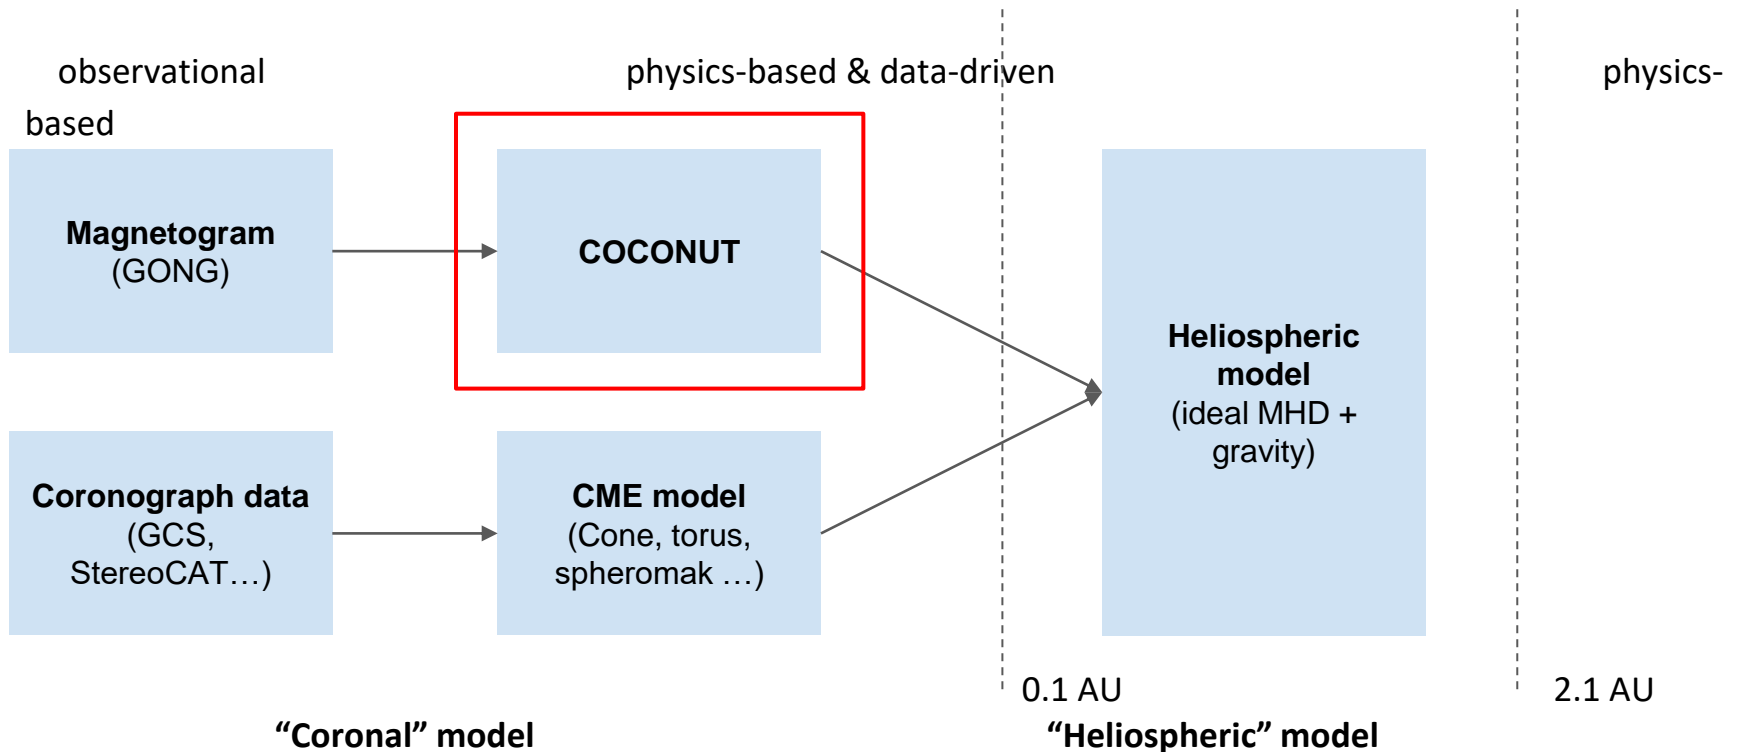 observational physics-based & data-driven physics-
based
Magnetogram
(GONG)
COCONUT
Heliospheric
model
(ideal MHD +
gravity)
Coronograph data
(GCS,
StereoCAT…)
CME model
(Cone, torus,
spheromak …)
0.1 AU
2.1 AU
“Coronal” model
“Heliospheric” model